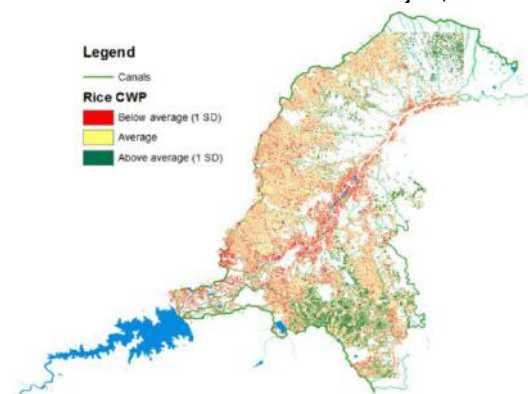 Legend
Canals
Rice CWP
Below average (1 SD)
Average
Above average (1 SD)